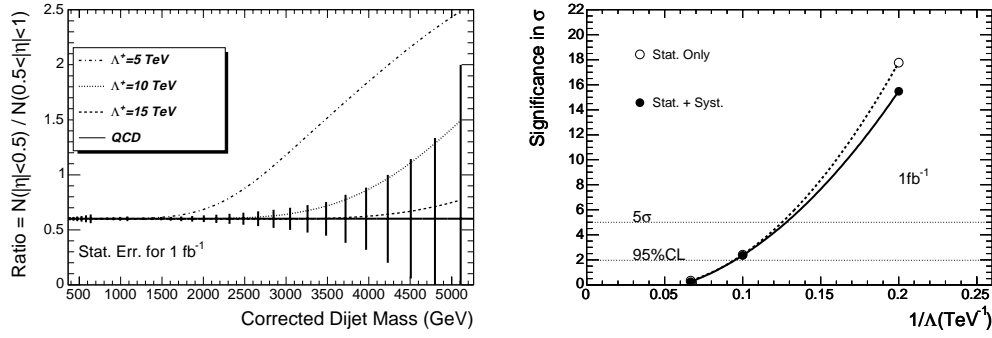 Ratio = N(|η|<0.5) / N(0.5<|η|<1)
2.5
2
1.5
1
0.5
0
Λ⁺=5 TeV
Λ⁺=10 TeV
Λ⁺=15 TeV
QCD
Stat. Err. for 1 fb⁻¹
500 1000 1500 2000 2500 3000 3500 4000 4500 5000
Corrected Dijet Mass (GeV)
Significance in σ
22
20
18
16
14
12
10
8
6
4
2
0
Stat. Only
Stat. + Syst.
1fb⁻¹
5σ
95%CL
0 0.05 0.1 0.15 0.2 0.25
1/Λ(TeV⁻¹)